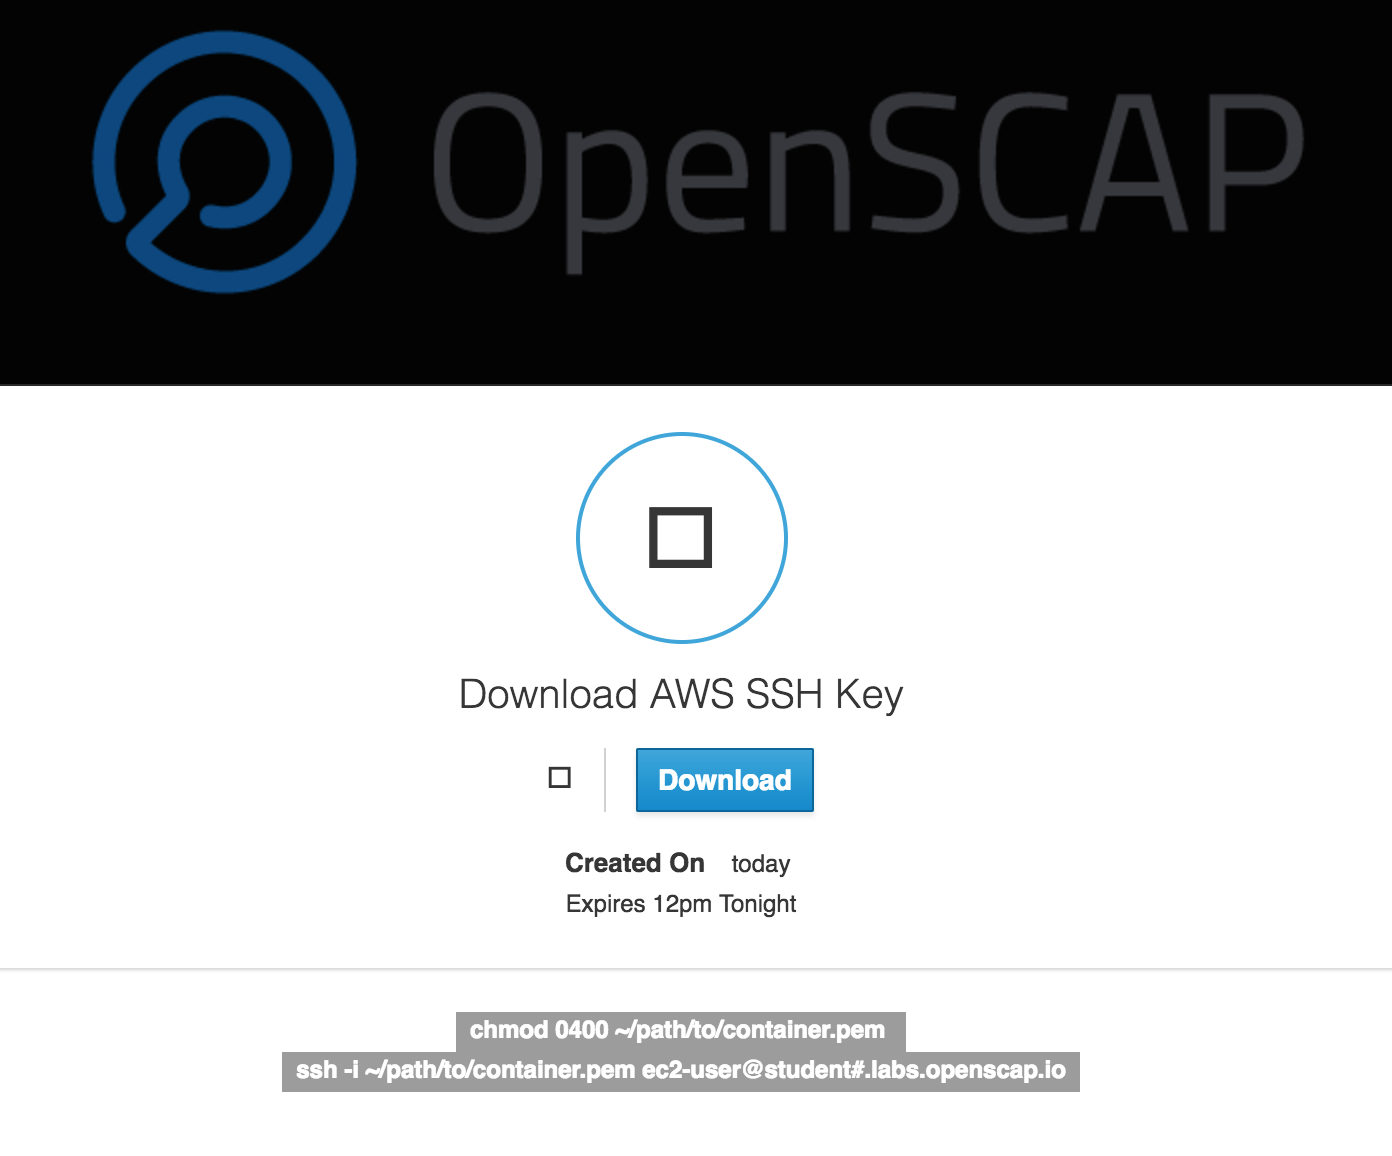 OpenSCAP
Download AWS SSH Key
Download
Created On today
Expires 12pm Tonight
chmod 0400 ~/path/to/container.pem
ssh -i ~/path/to/container.pem ec2-user@student#.labs.openscap.io